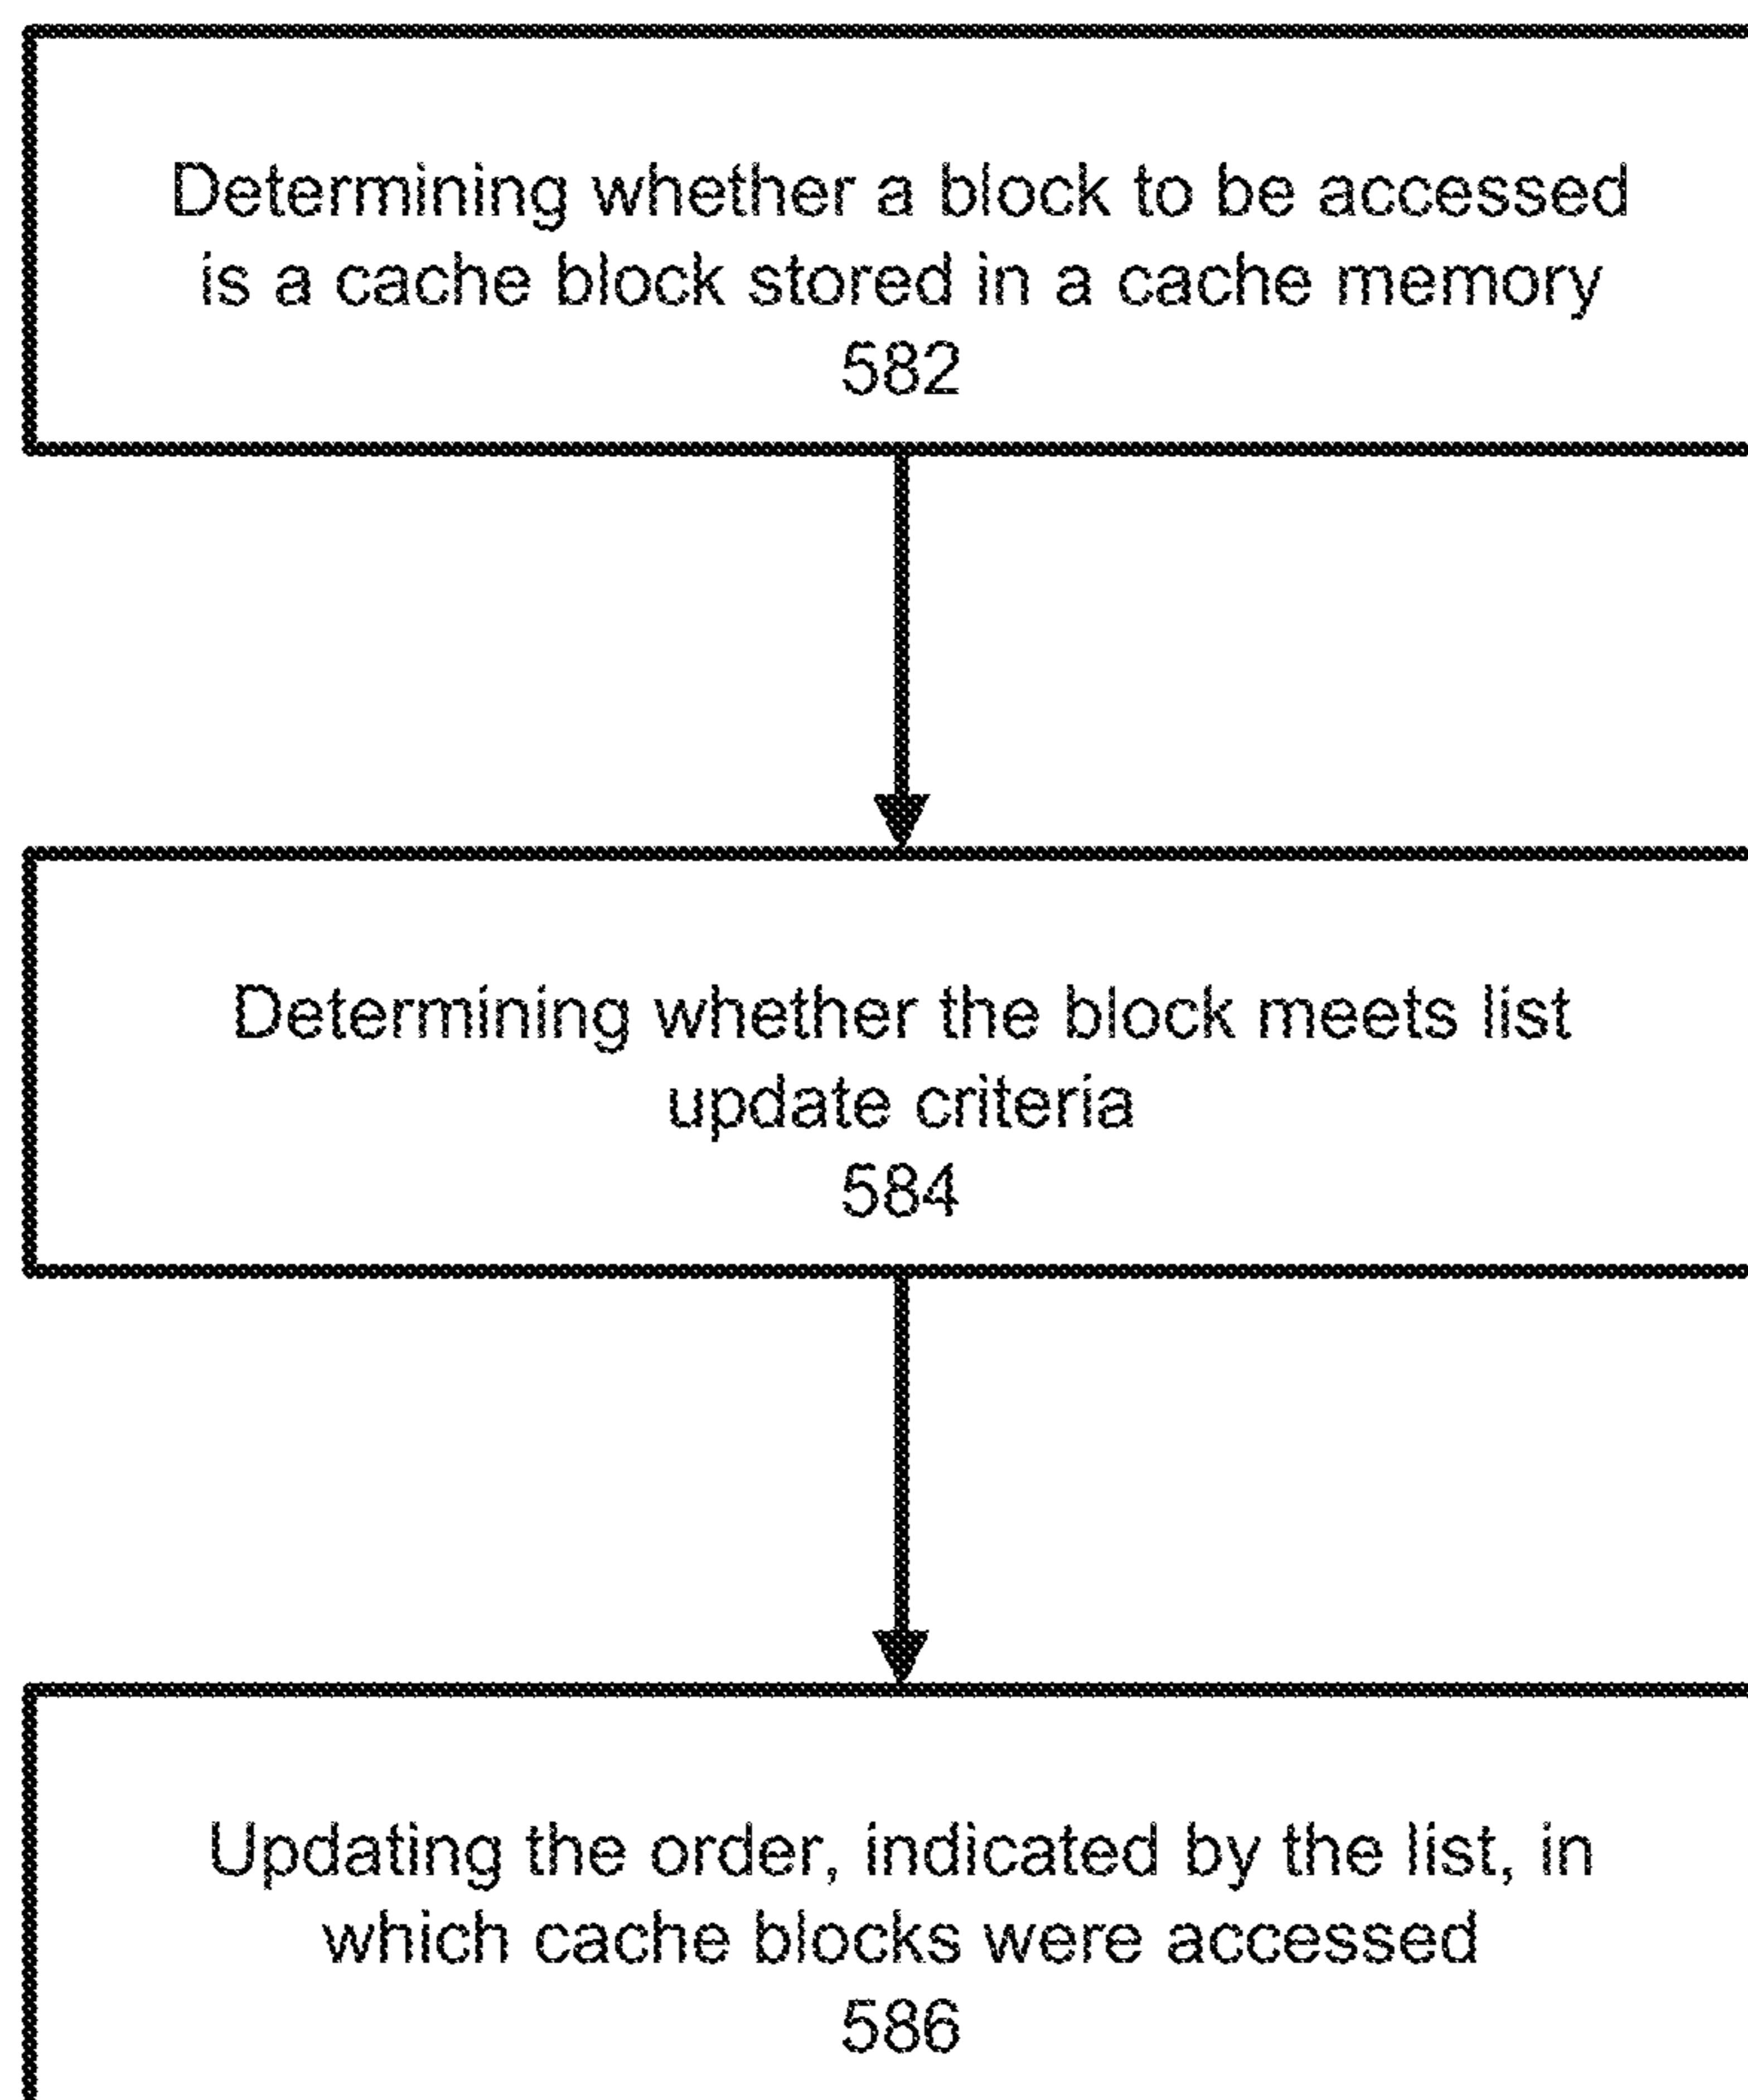 Determining whether a block to be accessed
is a cache block stored in a cache memory
582
Determining whether the block meets list
update criteria
584
Updating the order, indicated by the list, in
which cache blocks were accessed
586